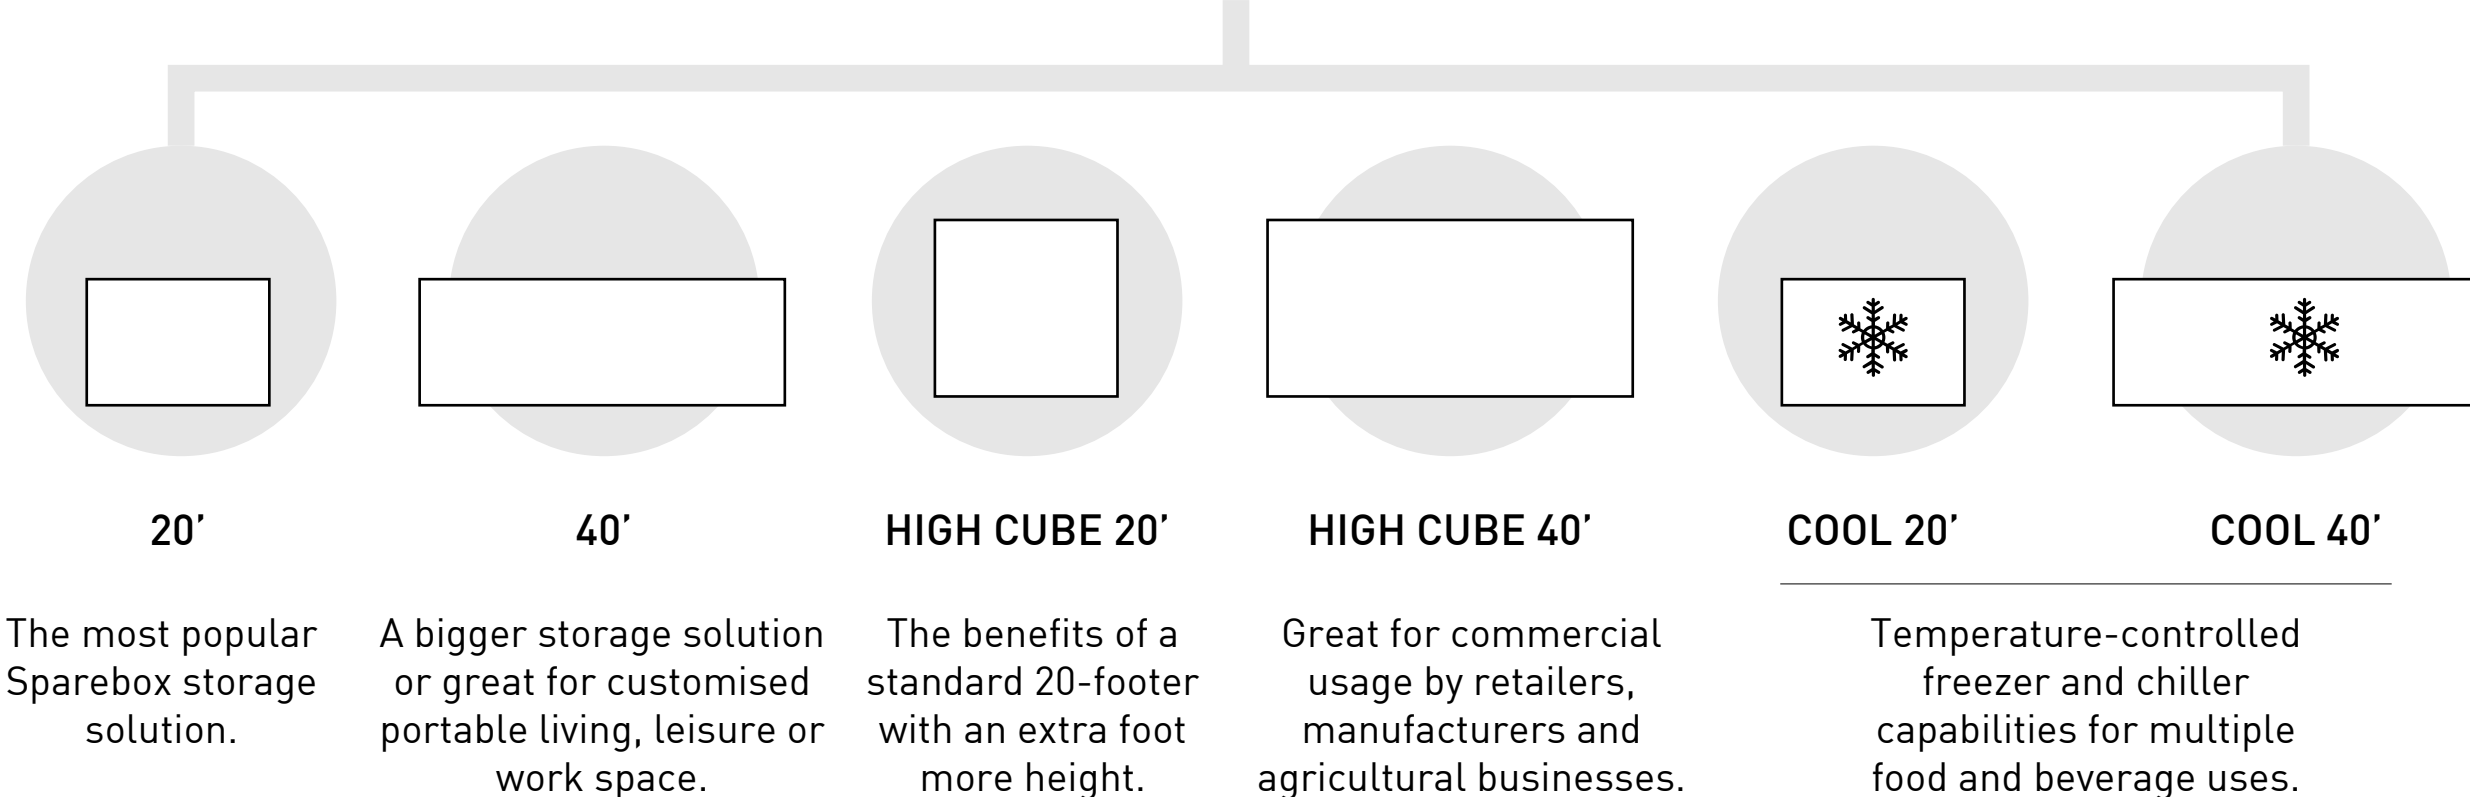 20’
40’
HIGH CUBE 20’
HIGH CUBE 40’
COOL 20’
COOL 40’
The most popular
Sparebox storage
solution.
A bigger storage solution
or great for customised
portable living, leisure or
work space.
The benefits of a
standard 20-footer
with an extra foot
more height.
Great for commercial
usage by retailers,
manufacturers and
agricultural businesses.
Temperature-controlled
freezer and chiller
capabilities for multiple
food and beverage uses.